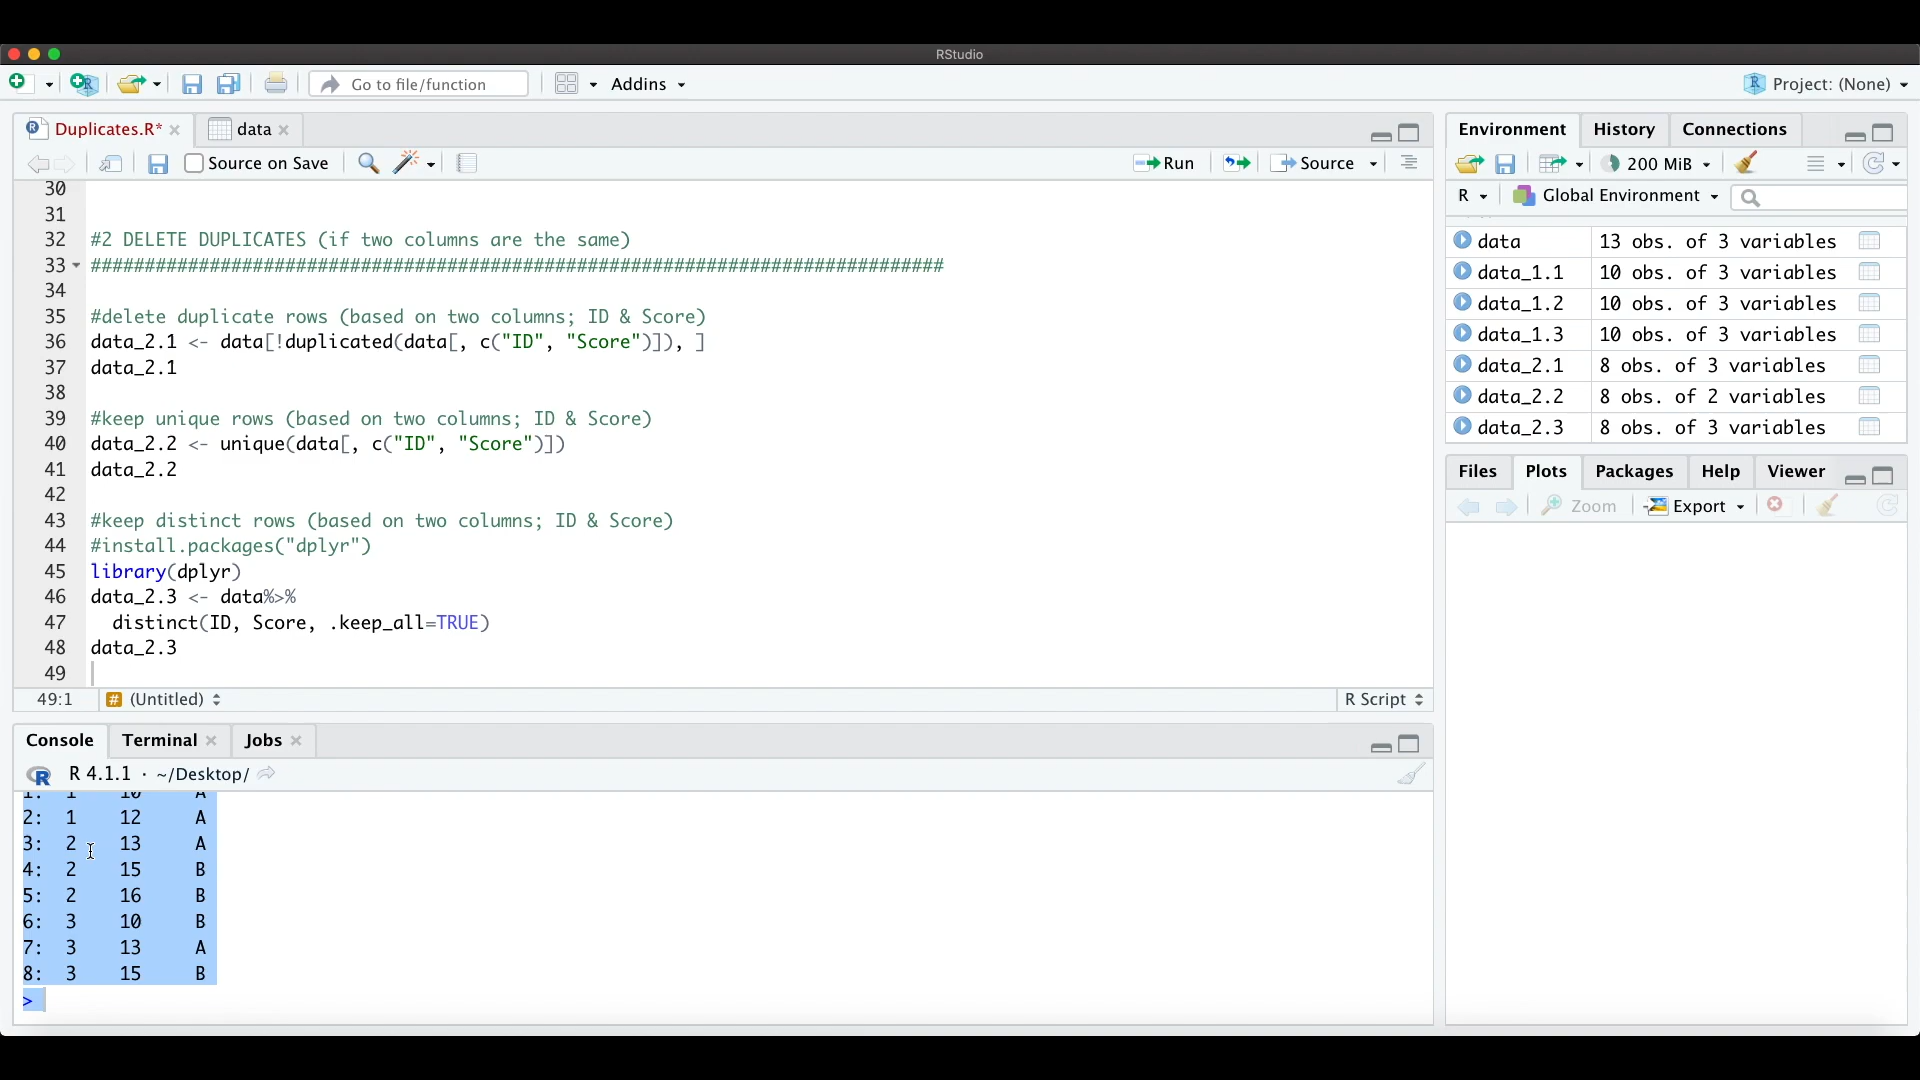 RStudio
Go to file/function
Addins
Project: (None)
Duplicates.R*
data
Source on Save
Run
Source
30
31
32 #2 DELETE DUPLICATES (if two columns are the same)
33 ###############################################################################
34
35 #delete duplicate rows (based on two columns; ID & Score)
36 data_2.1 <- data[!duplicated(data[, c("ID", "Score")]), ]
37 data_2.1
38
39 #keep unique rows (based on two columns; ID & Score)
40 data_2.2 <- unique(data[, c("ID", "Score")])
41 data_2.2
42
43 #keep distinct rows (based on two columns; ID & Score)
44 #install.packages("dplyr")
45 library(dplyr)
46 data_2.3 <- data%>%
47 distinct(ID, Score, .keep_all=TRUE)
48 data_2.3
49
49:1 # (Untitled) R Script
Console Terminal Jobs
R 4.1.1 · ~/Desktop/
1: 1 10 A
2: 1 12 A
3: 2 13 A
4: 2 15 B
5: 2 16 B
6: 3 10 B
7: 3 13 A
8: 3 15 B
>
Environment History Connections
200 MiB
R Global Environment
data 13 obs. of 3 variables
data_1.1 10 obs. of 3 variables
data_1.2 10 obs. of 3 variables
data_1.3 10 obs. of 3 variables
data_2.1 8 obs. of 3 variables
data_2.2 8 obs. of 2 variables
data_2.3 8 obs. of 3 variables
Files Plots Packages Help Viewer
Zoom Export